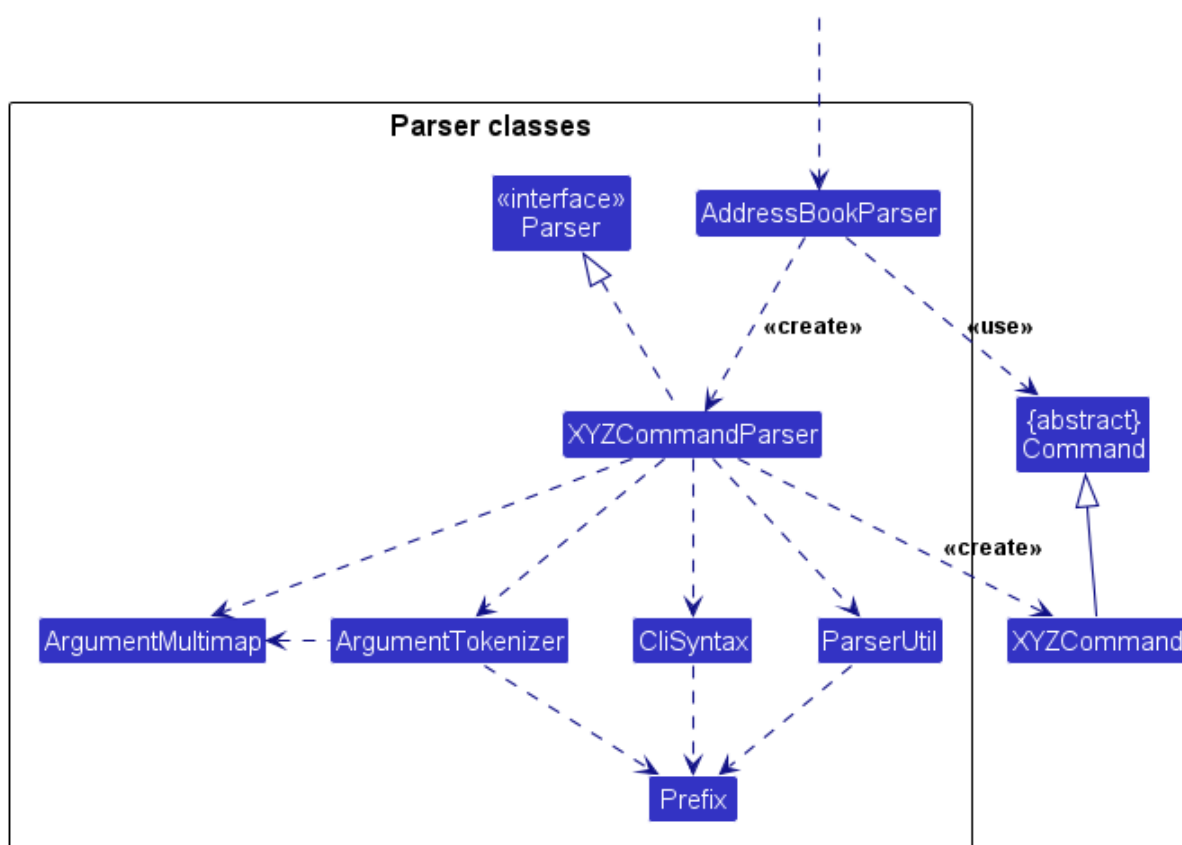 Parser classes
«interface»
Parser
AddressBookParser
«create»
«use»
{abstract}
Command
XYZCommandParser
«create»
ArgumentMultimap
ArgumentTokenizer
CliSyntax
ParserUtil
XYZCommand
Prefix